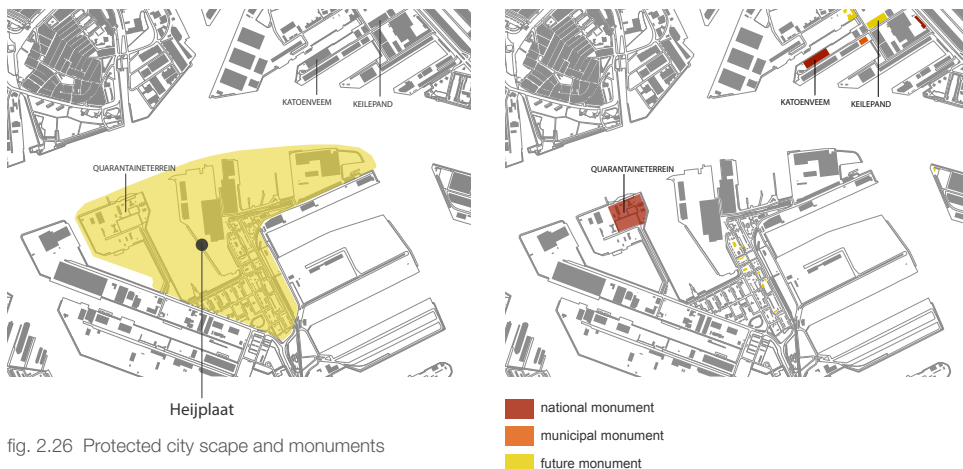 KATOENVEEM
KEILEPAND
QUARANTAINETERREIN
Heijplaat
fig. 2.26 Protected city scape and monuments
KATOENVEEM
KEILEPAND
QUARANTAINETERREIN
national monument
municipal monument
future monument